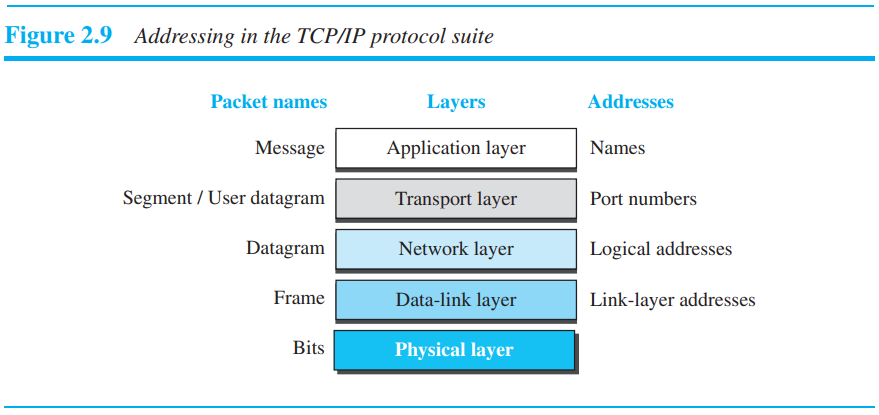 Figure 2.9 Addressing in the TCP/IP protocol suite
Packet names Layers Addresses
Message Application layer Names
Segment / User datagram Transport layer Port numbers
Datagram Network layer Logical addresses
Frame Data-link layer Link-layer addresses
Bits Physical layer